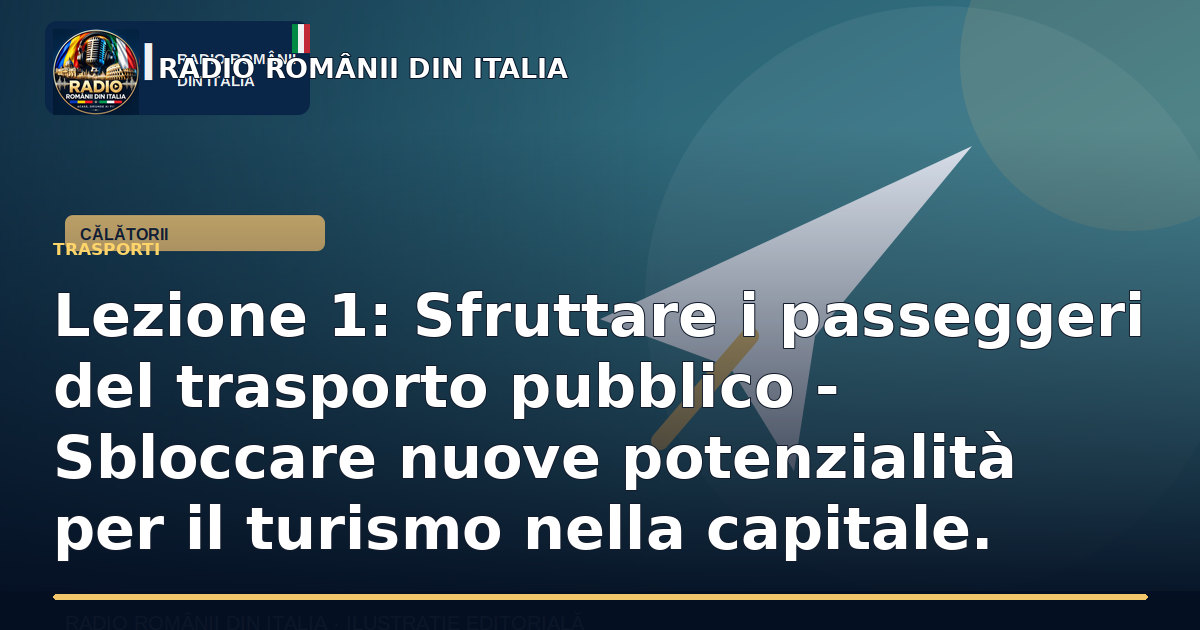 RADIO
ROMÂNII DIN ITALIA
RADIO ROMÂNII
DIN ITALIA
RADIO ROMÂNII DIN ITALIA
CĂLĂTORII
TRASPORTI
Lezione 1: Sfruttare i passeggeri
del trasporto pubblico -
Sbloccare nuove potenzialità
per il turismo nella capitale.
RADIO ROMÂNII DIN ITALIA · ILUSTRAȚIE EDITORIALĂ